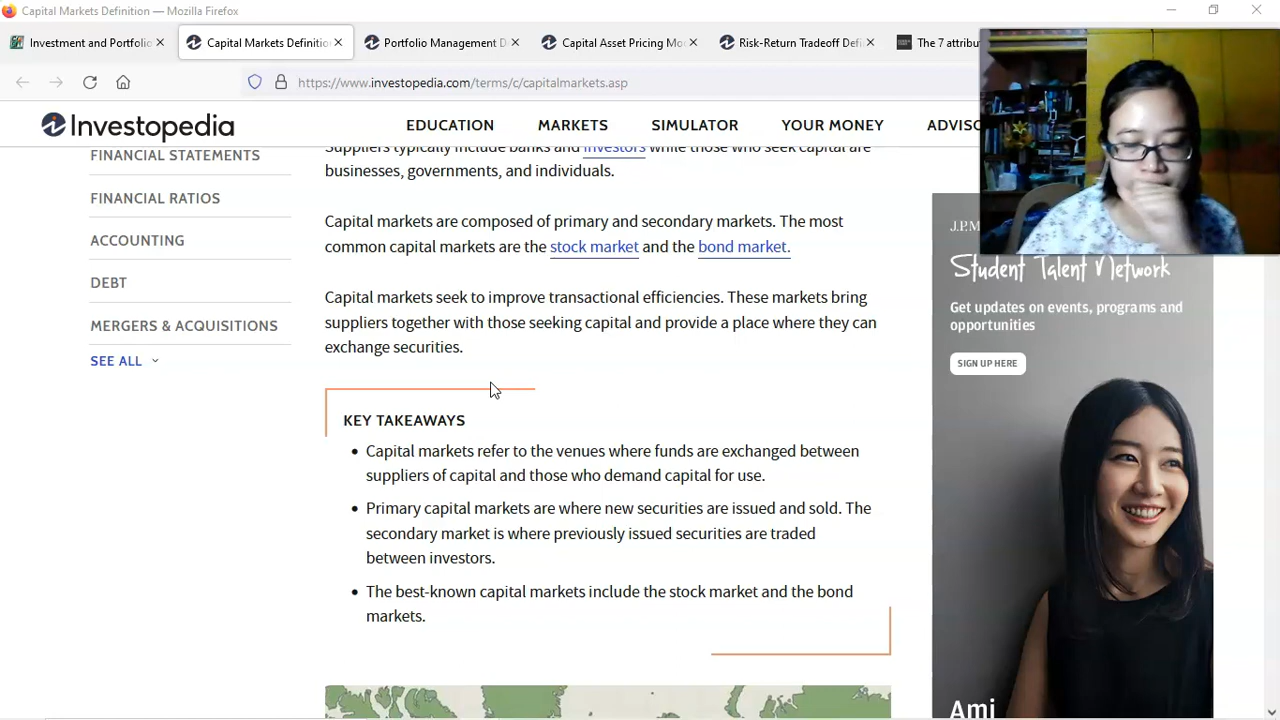 Capital Markets Definition — Mozilla Firefox
Investment and Portfolio
Capital Markets Definitio
Portfolio Management D
Capital Asset Pricing Mo
Risk-Return Tradeoff Defi
The 7 attribu
https://www.investopedia.com/terms/c/capitalmarkets.asp
Investopedia
EDUCATION
MARKETS
SIMULATOR
YOUR MONEY
ADVISO
FINANCIAL STATEMENTS
FINANCIAL RATIOS
ACCOUNTING
DEBT
MERGERS & ACQUISITIONS
SEE ALL
Suppliers typically include banks and investors while those who seek capital are
businesses, governments, and individuals.
Capital markets are composed of primary and secondary markets. The most
common capital markets are the stock market and the bond market.
Capital markets seek to improve transactional efficiencies. These markets bring
suppliers together with those seeking capital and provide a place where they can
exchange securities.
KEY TAKEAWAYS
• Capital markets refer to the venues where funds are exchanged between
suppliers of capital and those who demand capital for use.
• Primary capital markets are where new securities are issued and sold. The
secondary market is where previously issued securities are traded
between investors.
• The best-known capital markets include the stock market and the bond
markets.
J.P.M
Student Talent Network
Get updates on events, programs and
opportunities
SIGN UP HERE
Ami